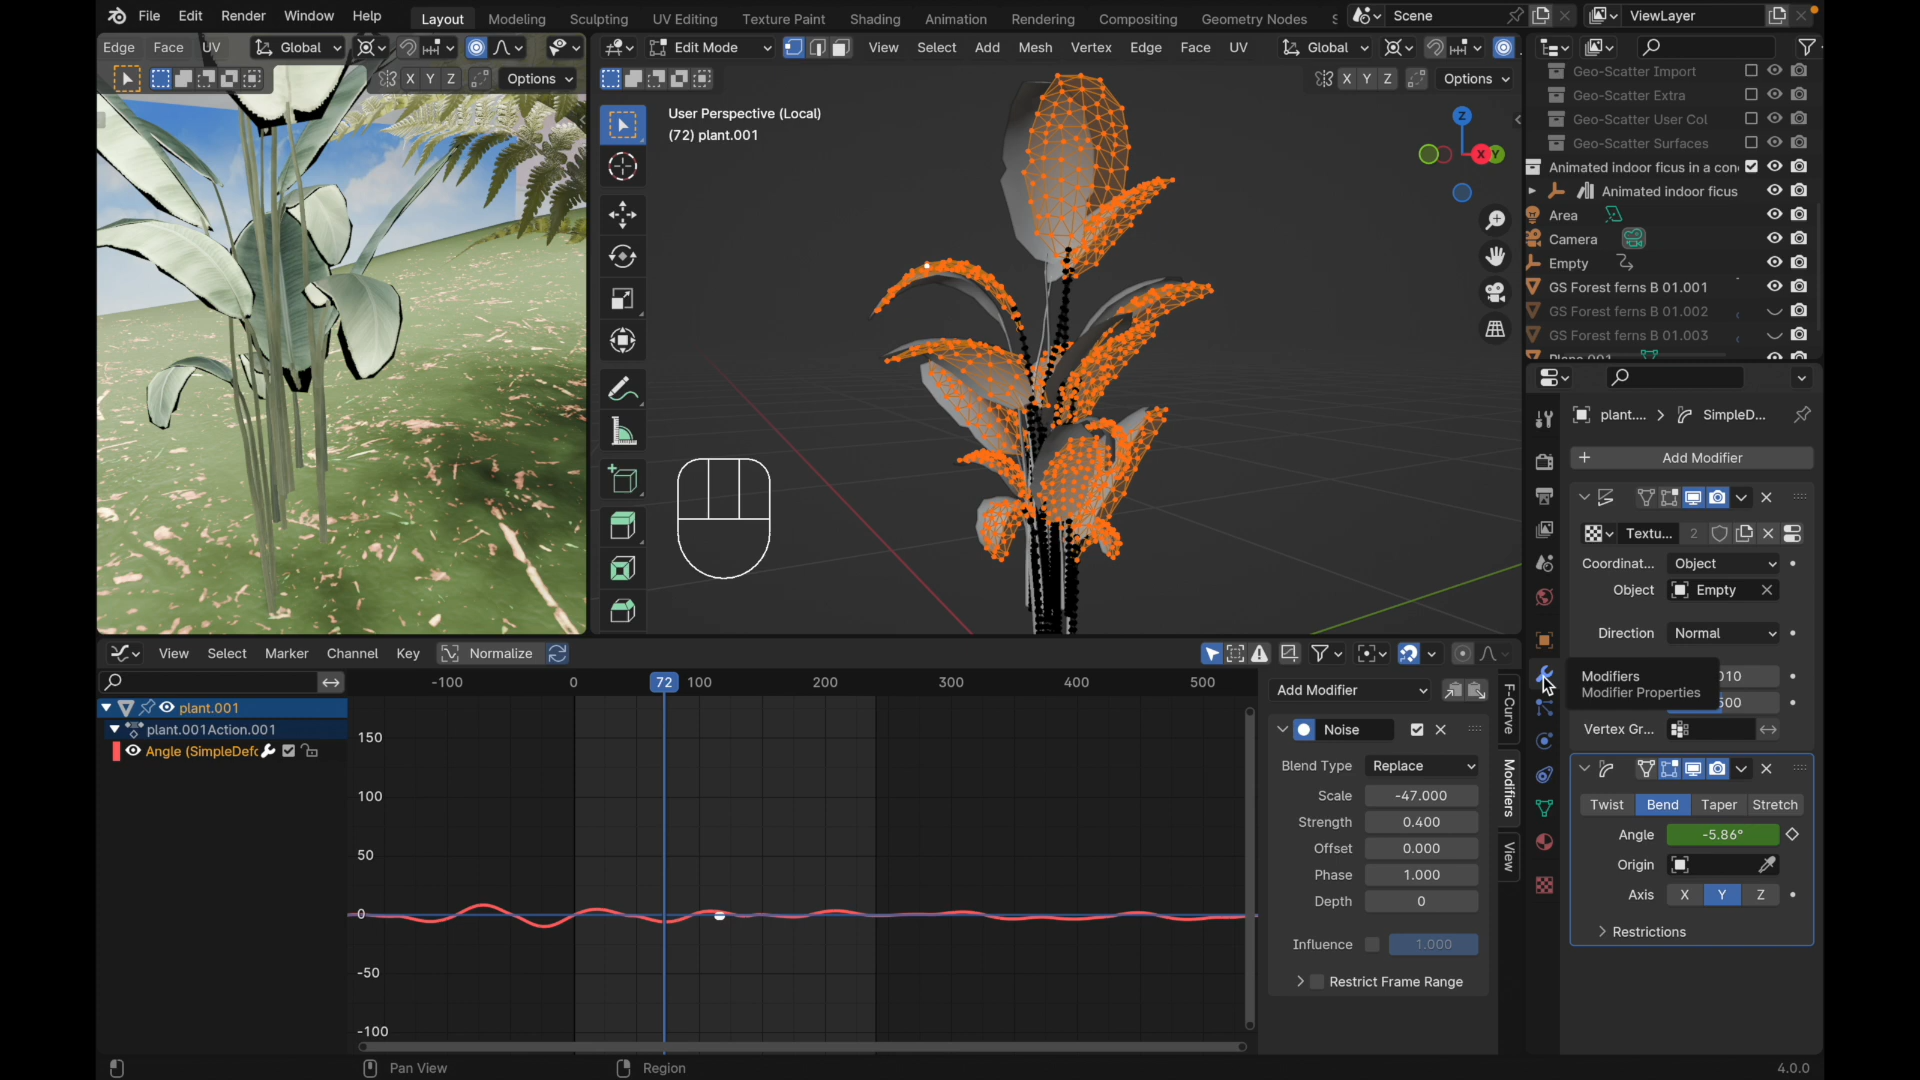 File Edit Render Window Help
Layout Modeling Sculpting UV Editing Texture Paint Shading Animation Rendering Compositing Geometry Nodes
Scene
ViewLayer
Edge Face UV Global
X Y Z Options
Edit Mode View Select Add Mesh Vertex Edge Face UV Global
X Y Z Options
User Perspective (Local)
(72) plant.001
Z
X
Y
Geo-Scatter Import
Geo-Scatter Extra
Geo-Scatter User Col
Geo-Scatter Surfaces
Animated indoor ficus in a con
Animated indoor ficus
Area
Camera
Empty
GS Forest ferns B 01.001
GS Forest ferns B 01.002
GS Forest ferns B 01.003
Plane.001
plant.... > SimpleD...
+ Add Modifier
Textu... 2
Coordinat... Object
Object Empty
Direction Normal
Modifiers
Modifier Properties
010
500
Vertex Gr...
Twist Bend Taper Stretch
Angle -5.86°
Origin
Axis X Y Z
Restrictions
View Select Marker Channel Key Normalize
-100 0 72 100 200 300 400 500
plant.001
plant.001Action.001
Angle (SimpleDefo
150
100
50
0
-50
-100
Add Modifier
Noise
Blend Type Replace
Scale -47.000
Strength 0.400
Offset 0.000
Phase 1.000
Depth 0
Influence 1.000
Restrict Frame Range
F-Curve
Modifiers
View
Pan View
Region
4.0.0